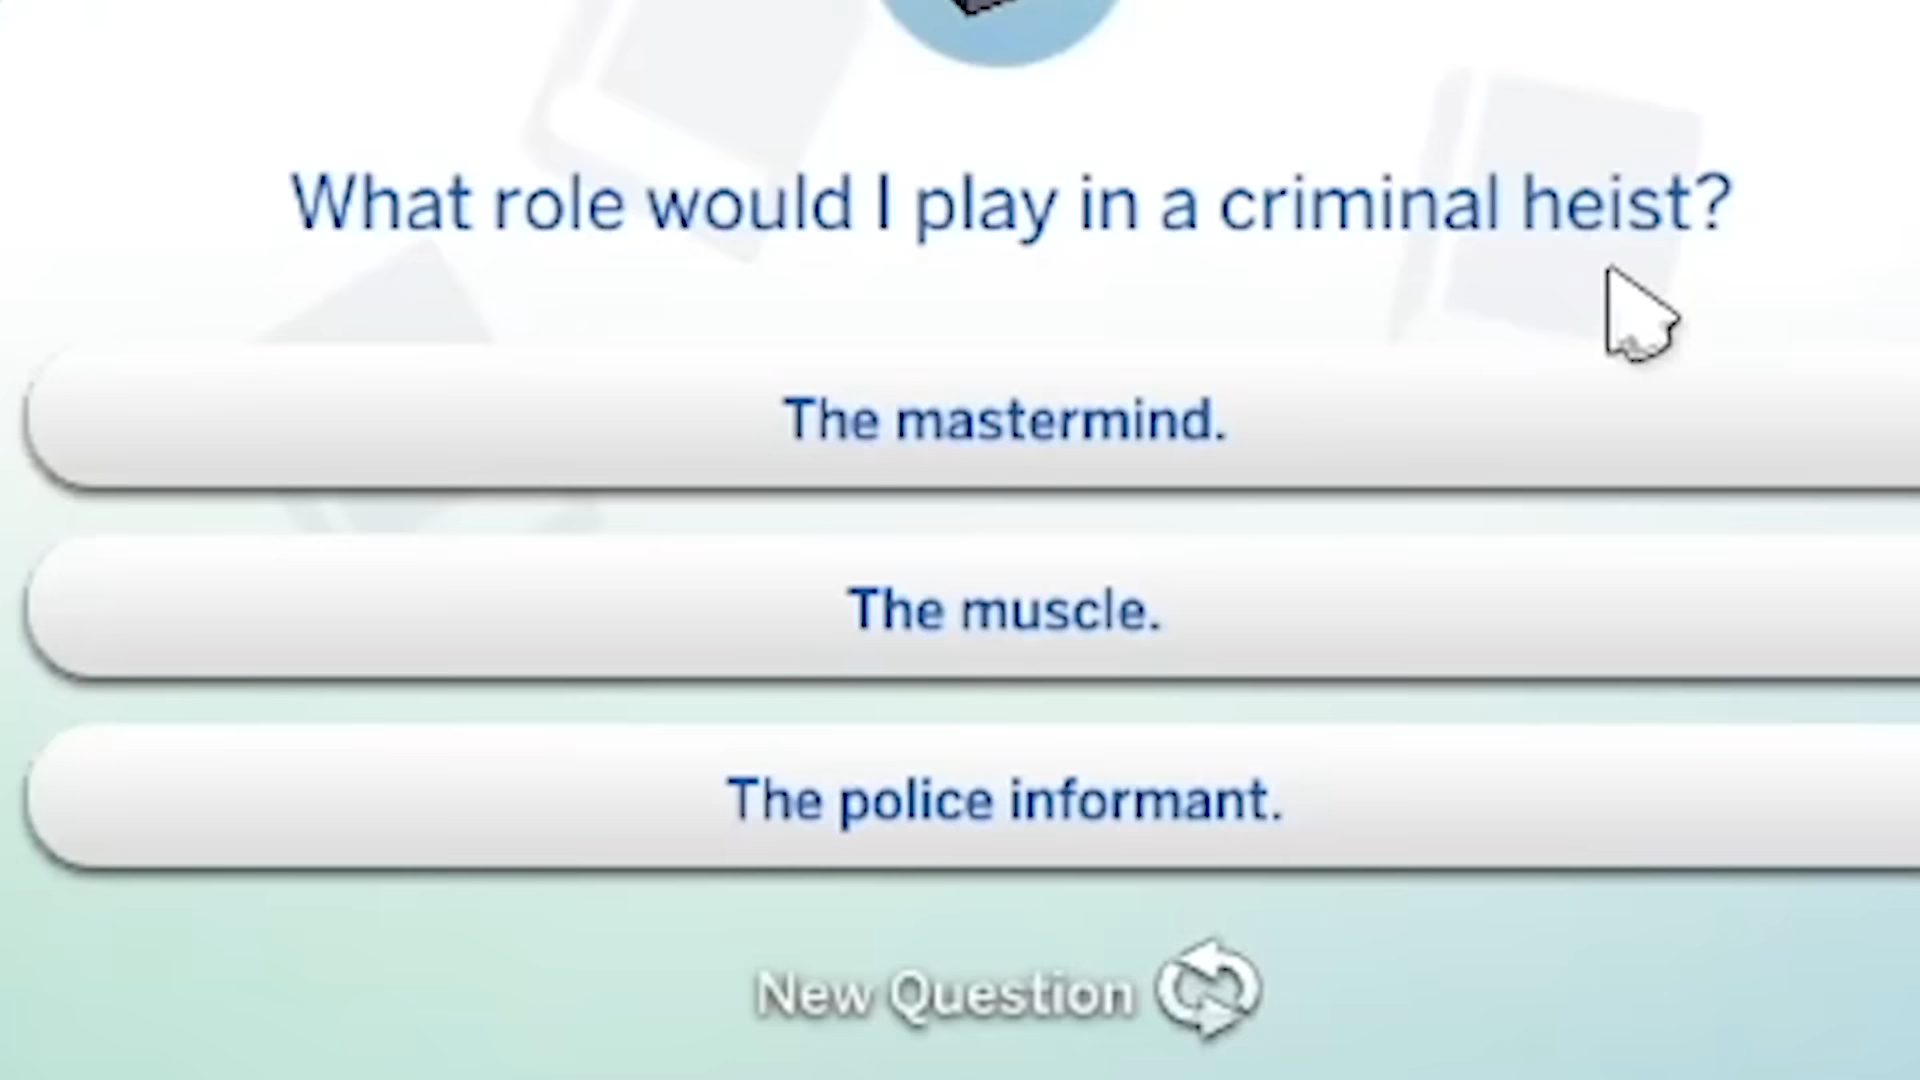 What role would I play in a criminal heist?
The mastermind.
The muscle.
The police informant.
New Question